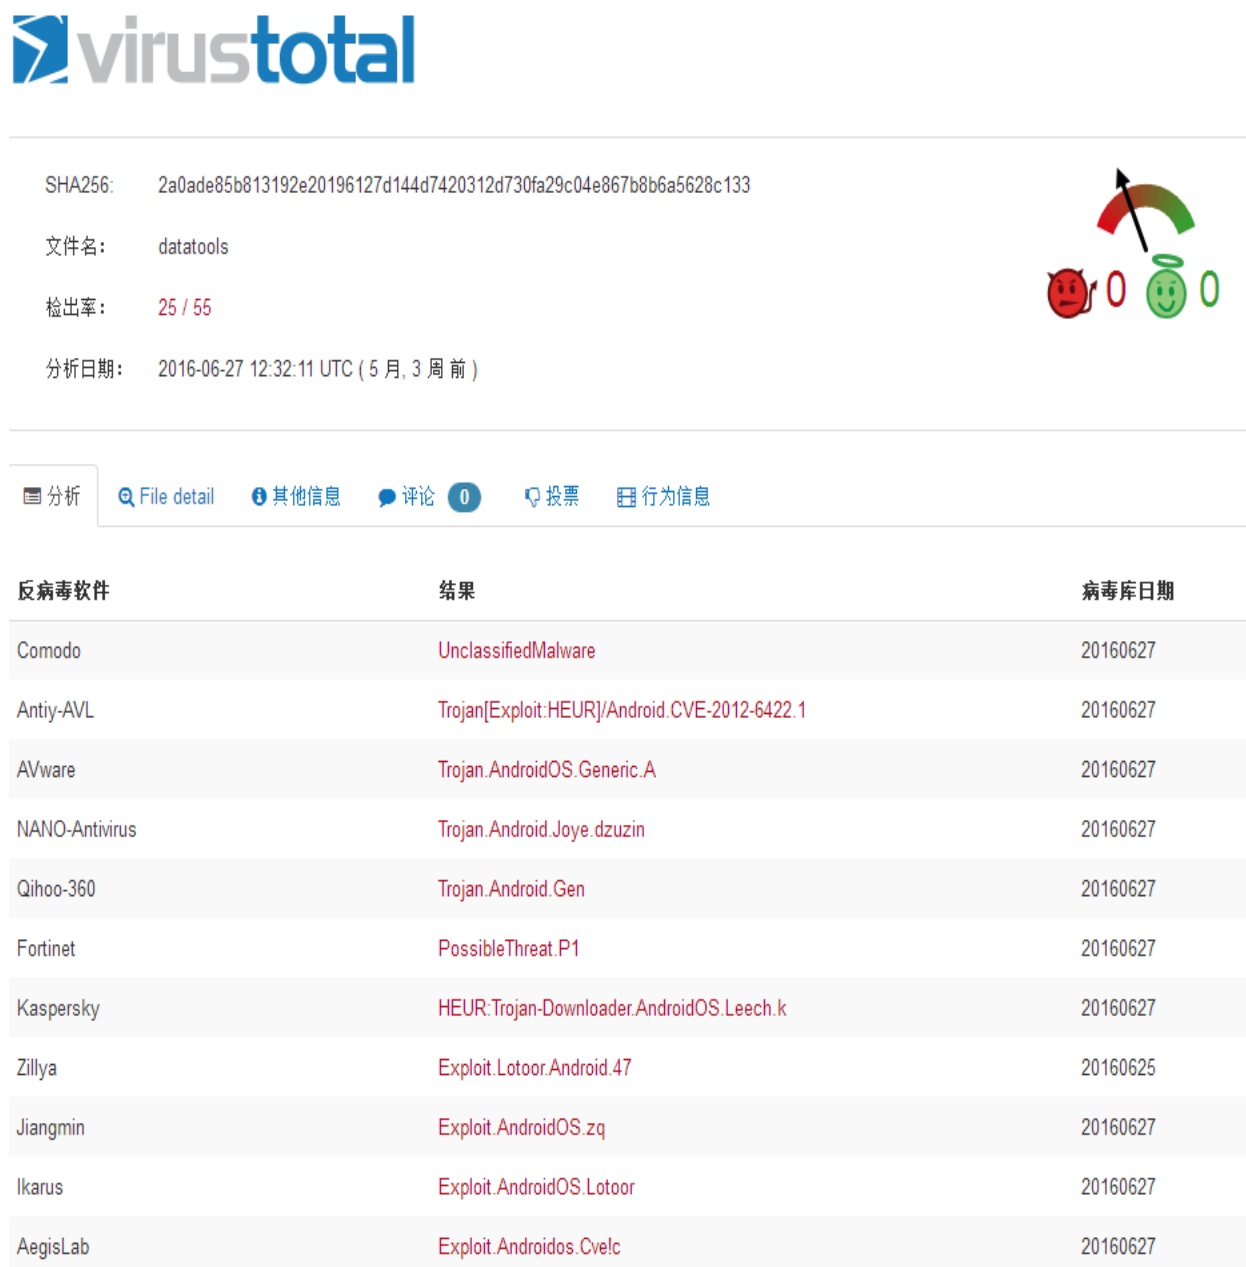 virustotal
SHA256: 2a0ade85b813192e20196127d144d7420312d730fa29c04e867b8b6a5628c133
文件名： datatools
检出率： 25 / 55
分析日期： 2016-06-27 12:32:11 UTC ( 5 月, 3 周 前 )
0 0
分析 File detail 其他信息 评论 0 投票 行为信息
反病毒软件 结果 病毒库日期
Comodo UnclassifiedMalware 20160627
Antiy-AVL Trojan[Exploit:HEUR]/Android.CVE-2012-6422.1 20160627
AVware Trojan.AndroidOS.Generic.A 20160627
NANO-Antivirus Trojan.Android.Joye.dzuzin 20160627
Qihoo-360 Trojan.Android.Gen 20160627
Fortinet PossibleThreat.P1 20160627
Kaspersky HEUR:Trojan-Downloader.AndroidOS.Leech.k 20160627
Zillya Exploit.Lotoor.Android.47 20160625
Jiangmin Exploit.AndroidOS.zq 20160627
Ikarus Exploit.AndroidOS.Lotoor 20160627
AegisLab Exploit.Androidos.Cve!c 20160627